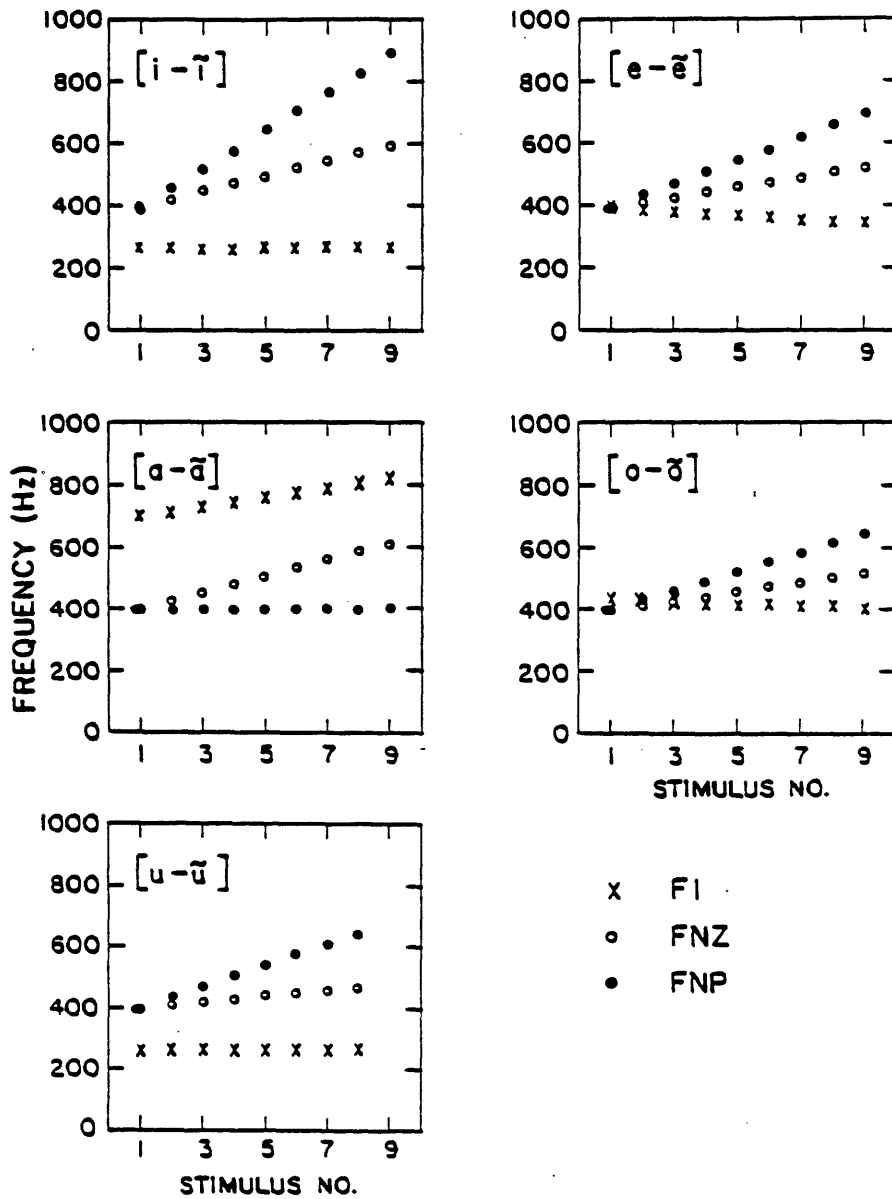 [i - ĩ]
1000
800
600
400
200
0
1 3 5 7 9
[e - ẽ]
1000
800
600
400
200
0
1 3 5 7 9
FREQUENCY (Hz)
[a - ã]
1000
800
600
400
200
0
1 3 5 7 9
[o - õ]
1000
800
600
400
200
0
1 3 5 7 9
STIMULUS NO.
[u - ũ]
1000
800
600
400
200
0
1 3 5 7 9
STIMULUS NO.
x F1
o FNZ
● FNP